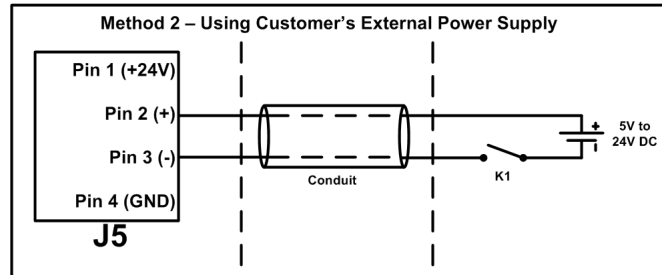 Method 2 – Using Customer's External Power Supply
Pin 1 (+24V)
Pin 2 (+)
Pin 3 (-)
Pin 4 (GND)
J5
Conduit
K1
+
5V to
24V DC
-